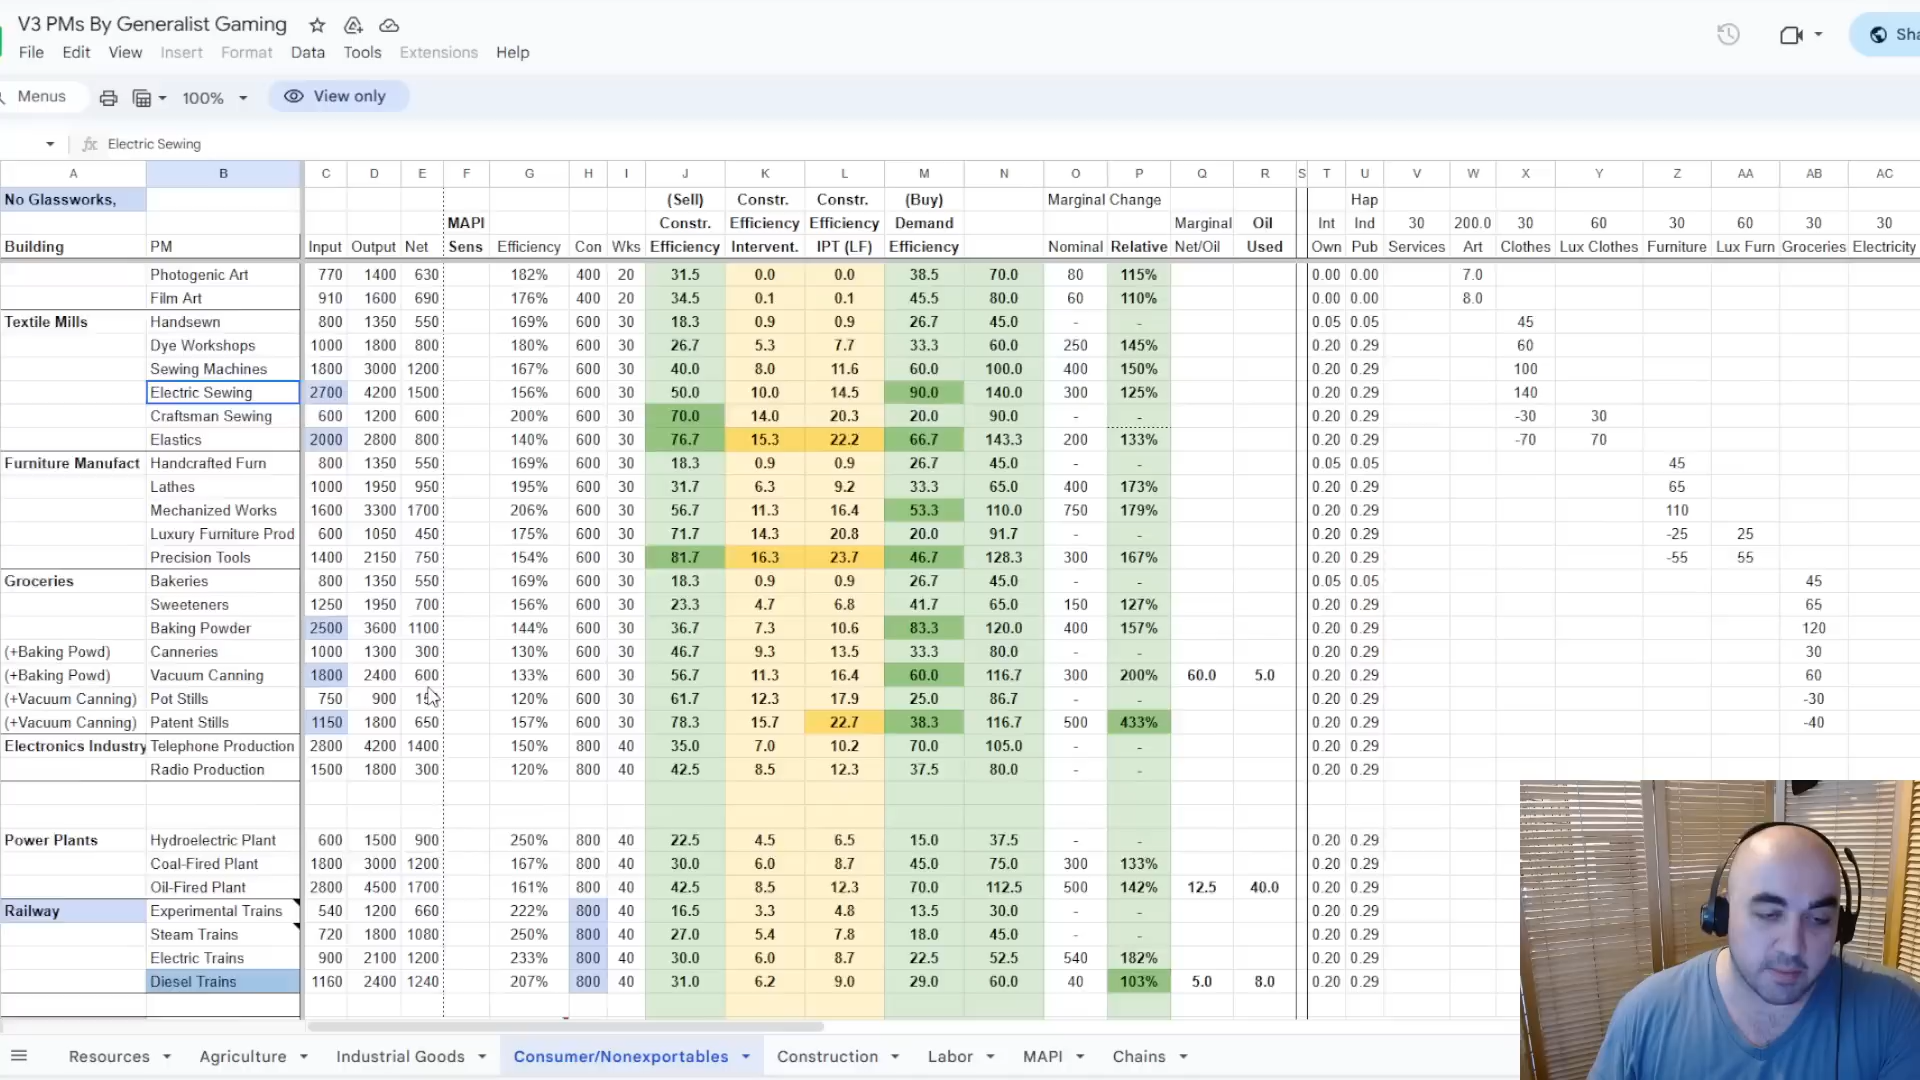 V3 PMs By Generalist Gaming
File Edit View Insert Format Data Tools Extensions Help
Menus 100% View only
fx Electric Sewing
A B C D E F G H I J K L M N O P Q R S T U V W X Y Z AA AB AC
No Glassworks, (Sell) Constr. Constr. (Buy) Marginal Change Hap
MAPI Constr. Efficiency Efficiency Demand Marginal Oil Int Ind 30 200.0 30 60 30 60 30 30
Building PM Input Output Net Sens Efficiency Con Wks Efficiency Intervent. IPT (LF) Efficiency Nominal Relative Net/Oil Used Own Pub Services Art Clothes Lux Clothes Furniture Lux Furn Groceries Electricity
Photogenic Art 770 1400 630 182% 400 20 31.5 0.0 0.0 38.5 70.0 80 115% 0.00 0.00 7.0
Film Art 910 1600 690 176% 400 20 34.5 0.1 0.1 45.5 80.0 60 110% 0.00 0.00 8.0
Textile Mills Handsewn 800 1350 550 169% 600 30 18.3 0.9 0.9 26.7 45.0 - - 0.05 0.05 45
Dye Workshops 1000 1800 800 180% 600 30 26.7 5.3 7.7 33.3 60.0 250 145% 0.20 0.29 60
Sewing Machines 1800 3000 1200 167% 600 30 40.0 8.0 11.6 60.0 100.0 400 150% 0.20 0.29 100
Electric Sewing 2700 4200 1500 156% 600 30 50.0 10.0 14.5 90.0 140.0 300 125% 0.20 0.29 140
Craftsman Sewing 600 1200 600 200% 600 30 70.0 14.0 20.3 20.0 90.0 - - 0.20 0.29 -30 30
Elastics 2000 2800 800 140% 600 30 76.7 15.3 22.2 66.7 143.3 200 133% 0.20 0.29 -70 70
Furniture Manufact Handcrafted Furn 800 1350 550 169% 600 30 18.3 0.9 0.9 26.7 45.0 - - 0.05 0.05 45
Lathes 1000 1950 950 195% 600 30 31.7 6.3 9.2 33.3 65.0 400 173% 0.20 0.29 65
Mechanized Works 1600 3300 1700 206% 600 30 56.7 11.3 16.4 53.3 110.0 750 179% 0.20 0.29 110
Luxury Furniture Prod 600 1050 450 175% 600 30 71.7 14.3 20.8 20.0 91.7 - - 0.20 0.29 -25 25
Precision Tools 1400 2150 750 154% 600 30 81.7 16.3 23.7 46.7 128.3 300 167% 0.20 0.29 -55 55
Groceries Bakeries 800 1350 550 169% 600 30 18.3 0.9 0.9 26.7 45.0 - - 0.05 0.05 45
Sweeteners 1250 1950 700 156% 600 30 23.3 4.7 6.8 41.7 65.0 150 127% 0.20 0.29 65
Baking Powder 2500 3600 1100 144% 600 30 36.7 7.3 10.6 83.3 120.0 400 157% 0.20 0.29 120
(+Baking Powd) Canneries 1000 1300 300 130% 600 30 46.7 9.3 13.5 33.3 80.0 - - 0.20 0.29 30
(+Baking Powd) Vacuum Canning 1800 2400 600 133% 600 30 56.7 11.3 16.4 60.0 116.7 300 200% 60.0 5.0 0.20 0.29 60
(+Vacuum Canning) Pot Stills 750 900 120% 600 30 61.7 12.3 17.9 25.0 86.7 - - 0.20 0.29 -30
(+Vacuum Canning) Patent Stills 1150 1800 650 157% 600 30 78.3 15.7 22.7 38.3 116.7 500 433% 0.20 0.29 -40
Electronics Industry Telephone Production 2800 4200 1400 150% 800 40 35.0 7.0 10.2 70.0 105.0 - - 0.20 0.29
Radio Production 1500 1800 300 120% 800 40 42.5 8.5 12.3 37.5 80.0 - - 0.20 0.29
Power Plants Hydroelectric Plant 600 1500 900 250% 800 40 22.5 4.5 6.5 15.0 37.5 - - 0.20 0.29
Coal-Fired Plant 1800 3000 1200 167% 800 40 30.0 6.0 8.7 45.0 75.0 300 133% 0.20 0.29
Oil-Fired Plant 2800 4500 1700 161% 800 40 42.5 8.5 12.3 70.0 112.5 500 142% 12.5 40.0 0.20 0.29
Railway Experimental Trains 540 1200 660 222% 800 40 16.5 3.3 4.8 13.5 30.0 - - 0.20 0.29
Steam Trains 720 1800 1080 250% 800 40 27.0 5.4 7.8 18.0 45.0 - - 0.20 0.29
Electric Trains 900 2100 1200 233% 800 40 30.0 6.0 8.7 22.5 52.5 540 182% 0.20 0.29
Diesel Trains 1160 2400 1240 207% 800 40 31.0 6.2 9.0 29.0 60.0 40 103% 5.0 8.0 0.20 0.29
Resources Agriculture Industrial Goods Consumer/Nonexportables Construction Labor MAPI Chains